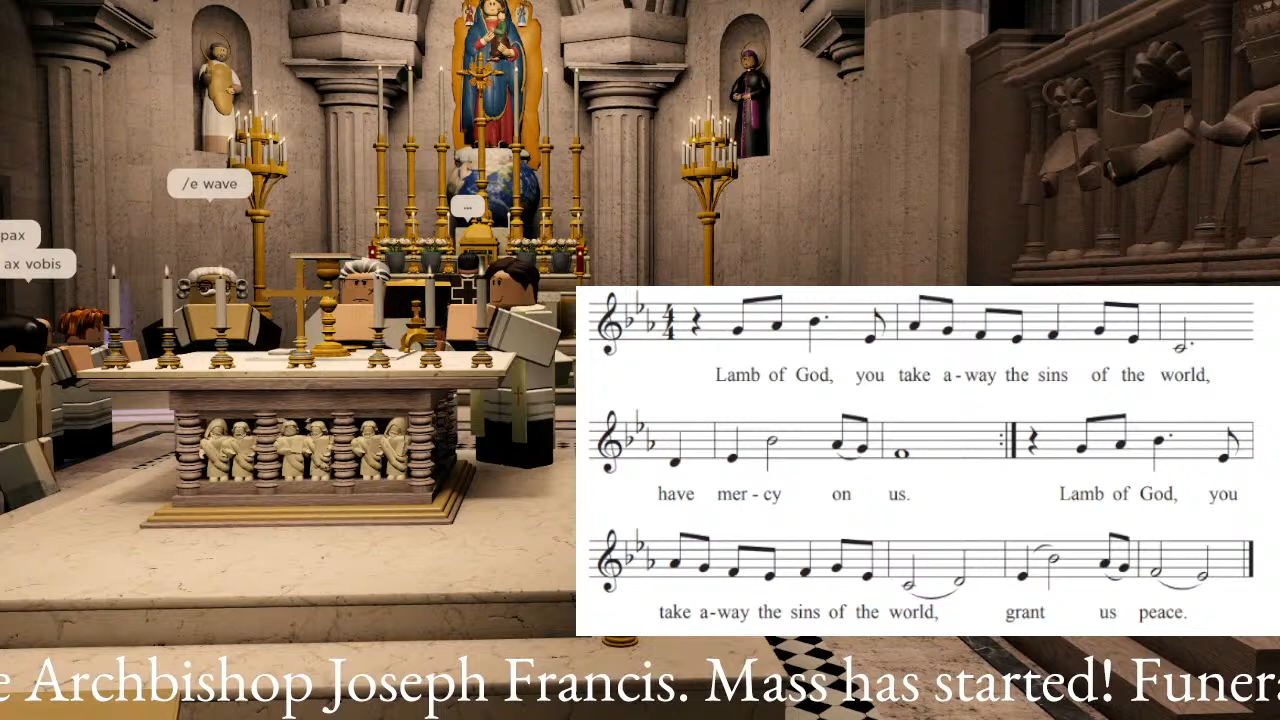 /e wave
...
pax
ax vobis
Lamb of God, you take a-way the sins of the world,
have mer-cy on us. Lamb of God, you
take a-way the sins of the world, grant us peace.
e Archbishop Joseph Francis. Mass has started! Funer